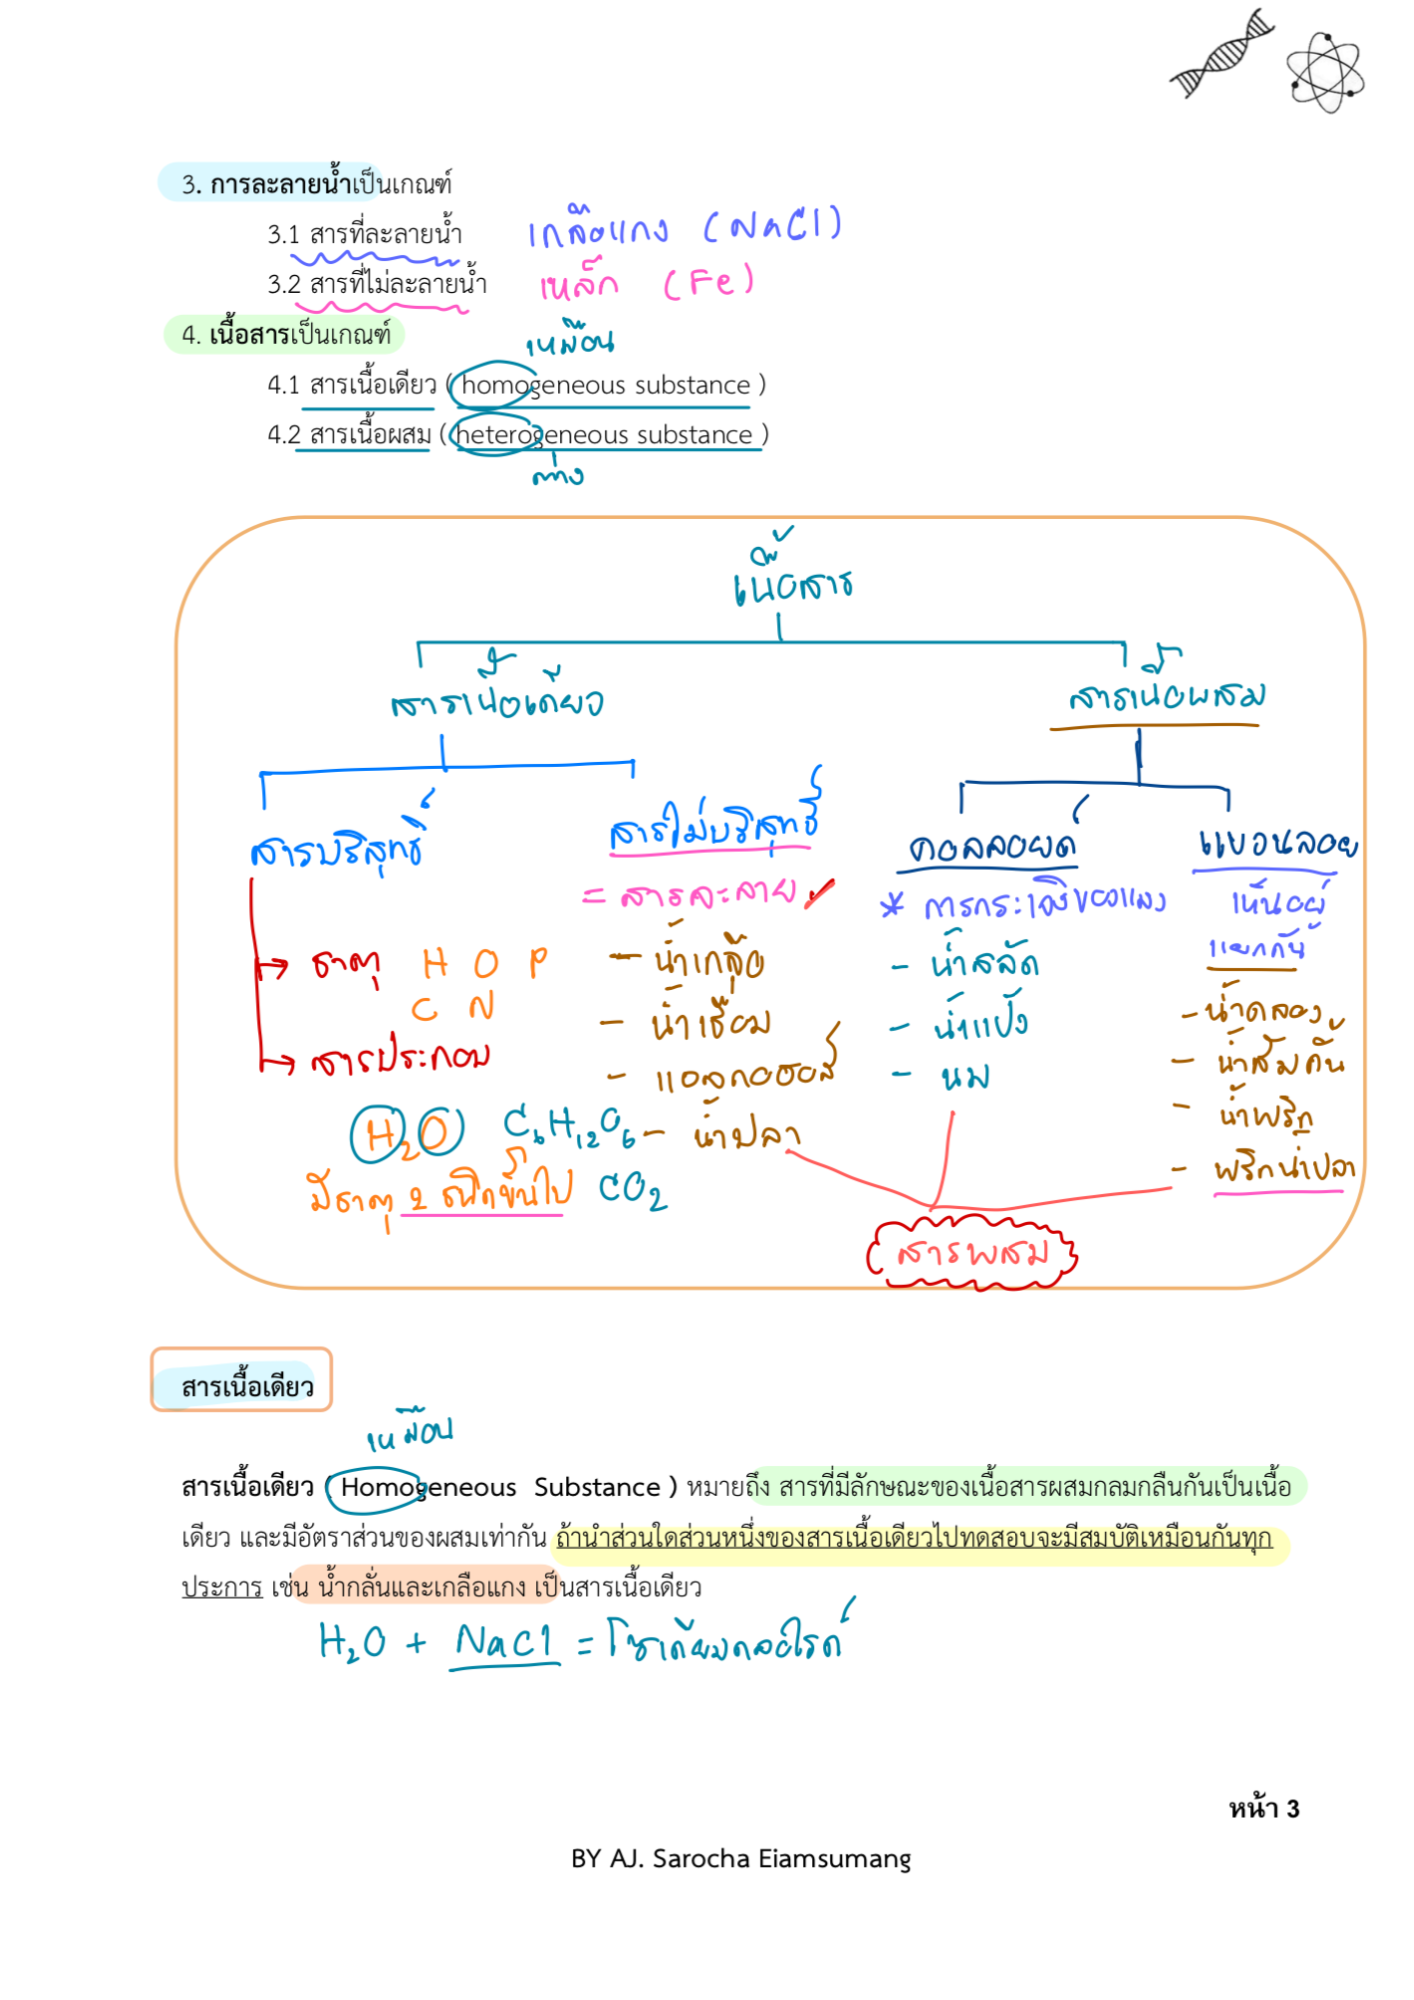 3. การละลายน้ำเป็นเกณฑ์
3.1 สารที่ละลายน้ำ เกลือแกง (NaCl)
3.2 สารที่ไม่ละลายน้ำ เหล็ก (Fe)
4. เนื้อสารเป็นเกณฑ์
เหมือน
4.1 สารเนื้อเดียว ( homogeneous substance )
4.2 สารเนื้อผสม ( heterogeneous substance )
ต่าง
เนื้อสาร
สารเนื้อเดียว
สารเนื้อผสม
สารบริสุทธิ์
สารไม่บริสุทธิ์
คอลลอยด์
แขวนลอย
= สารละลาย ✓
* การกระเจิงของแสง
เห็นอยู่
แยกกัน
→ ธาตุ H O P
C N
→ สารประกอบ
H₂O C₆H₁₂O₆
มีธาตุ 2 ชนิดขึ้นไป CO₂
- น้ำเกลือ
- น้ำเชื่อม
- แอลกอฮอล์
- น้ำปลา
- น้ำสลัด
- น้ำแป้ง
- นม
- น้ำคลอง
- น้ำส้มคั้น
- น้ำพริก
- พริกน้ำปลา
สารผสม
สารเนื้อเดียว
เหมือน
สารเนื้อเดียว ( Homogeneous Substance ) หมายถึง สารที่มีลักษณะของเนื้อสารผสมกลมกลืนกันเป็นเนื้อ
เดียว และมีอัตราส่วนของผสมเท่ากัน ถ้านำส่วนใดส่วนหนึ่งของสารเนื้อเดียวไปทดสอบจะมีสมบัติเหมือนกันทุก
ประการ เช่น น้ำกลั่นและเกลือแกง เป็นสารเนื้อเดียว
H₂O + NaCl = โซเดียมคลอไรด์
หน้า 3
BY AJ. Sarocha Eiamsumang